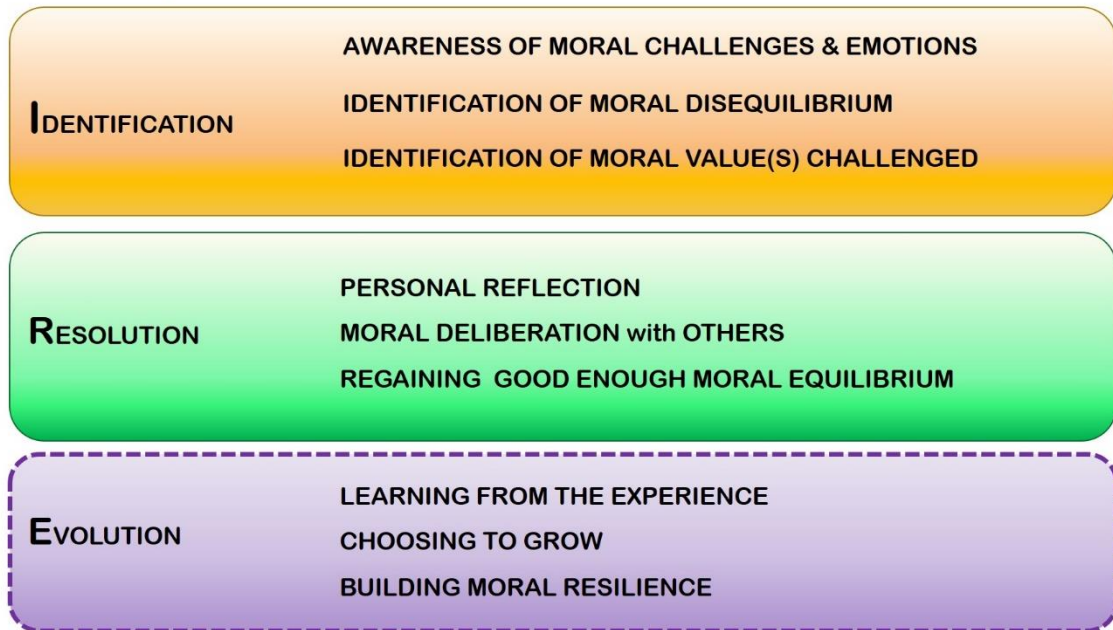 AWARENESS OF MORAL CHALLENGES & EMOTIONS
IDENTIFICATION
IDENTIFICATION OF MORAL DISEQUILIBRIUM
IDENTIFICATION OF MORAL VALUE(S) CHALLENGED
PERSONAL REFLECTION
RESOLUTION
MORAL DELIBERATION with OTHERS
REGAINING GOOD ENOUGH MORAL EQUILIBRIUM
LEARNING FROM THE EXPERIENCE
EVOLUTION
CHOOSING TO GROW
BUILDING MORAL RESILIENCE